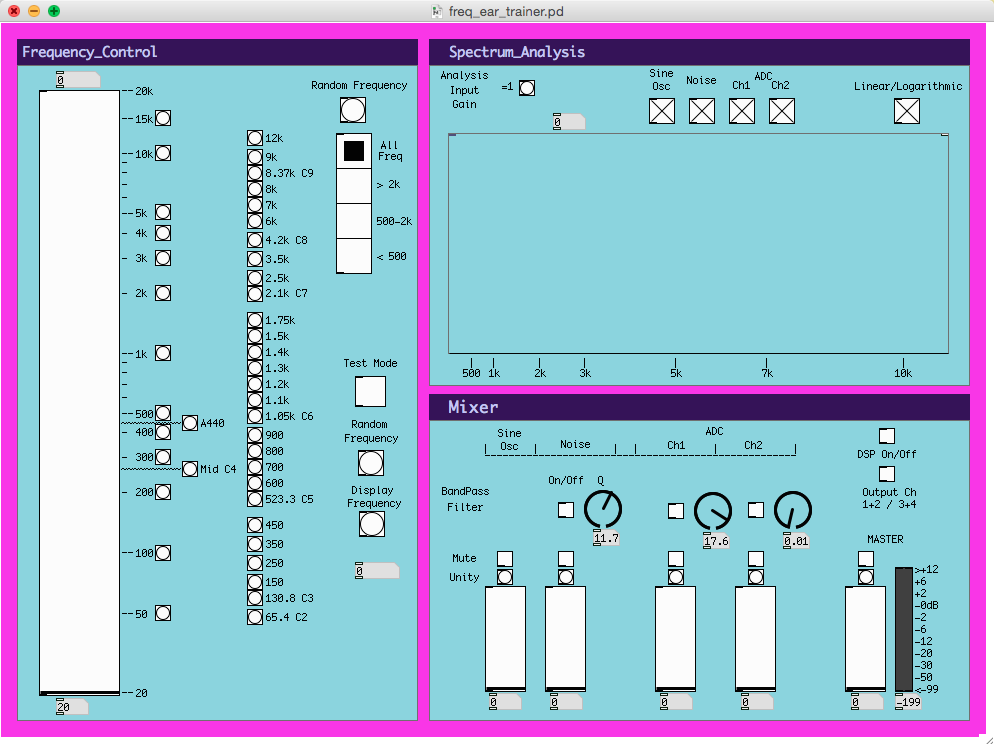 freq_ear_trainer.pd
Frequency_Control
0
20k
15k
10k
5k
4k
3k
2k
1k
500
A440
400
300
Mid C4
200
100
50
20
20
12k
9k
8.37k C9
8k
7k
6k
4.2k C8
3.5k
2.5k
2.1k C7
1.75k
1.5k
1.4k
1.3k
1.2k
1.1k
1.05k C6
900
800
700
600
523.3 C5
450
350
250
150
130.8 C3
65.4 C2
Random Frequency
All
Freq
> 2k
500-2k
< 500
Test Mode
Random
Frequency
Display
Frequency
0
Spectrum_Analysis
Analysis
Input
Gain
=1
0
Sine
Osc
Noise
ADC
Ch1
Ch2
Linear/Logarithmic
500 1k 2k 3k 5k 7k 10k
Mixer
Sine
Osc
Noise
ADC
Ch1
Ch2
DSP On/Off
Output Ch
1+2 / 3+4
BandPass
Filter
On/Off Q
11.7
17.6
0.01
MASTER
Mute
Unity
>+12
+6
+2
-0dB
-2
-6
-12
-20
-30
-50
<-99
0
0
0
0
0
-199